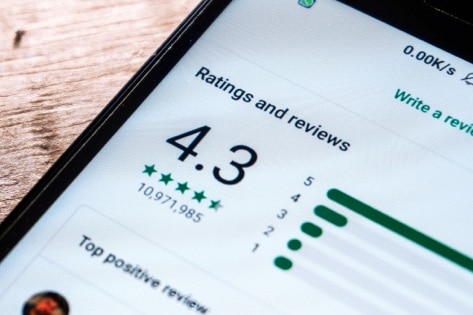 0.00K/s
Write a revie
Ratings and reviews
4.3
10,971,985
5
4
3
2
1
Top positive review